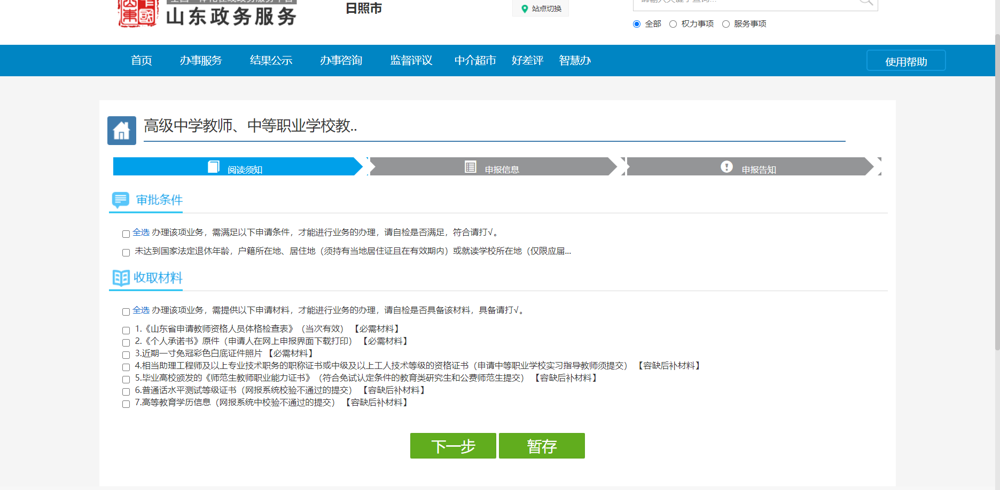 全国一体化在线政务服务平台
山东政务服务
日照市
站点切换
请输入关键字查询...
全部 权力事项 服务事项
首页 办事服务 结果公示 办事咨询 监督评议 中介超市 好差评 智慧办 使用帮助
高级中学教师、中等职业学校教..
阅读须知 申报信息 申报告知
审批条件
全选 办理该项业务，需满足以下申请条件，才能进行业务的办理，请自检是否满足，符合请打√。
未达到国家法定退休年龄，户籍所在地、居住地（须持有当地居住证且在有效期内）或就读学校所在地（仅限应届...
收取材料
全选 办理该项业务，需提供以下申请材料，才能进行业务的办理，请自检是否具备该材料，具备请打√。
1.《山东省申请教师资格人员体格检查表》（当次有效） 【必需材料】
2.《个人承诺书》原件（申请人在网上申报界面下载打印） 【必需材料】
3.近期一寸免冠彩色白底证件照片 【必需材料】
4.相当助理工程师及以上专业技术职务的职称证书或中级及以上工人技术等级的资格证书（申请中等职业学校实习指导教师须提交） 【容缺后补材料】
5.毕业高校颁发的《师范生教师职业能力证书》（符合免试认定条件的教育类研究生和公费师范生提交） 【容缺后补材料】
6.普通话水平测试等级证书（网报系统校验不通过的提交） 【容缺后补材料】
7.高等教育学历信息（网报系统中校验不通过的提交） 【容缺后补材料】
下一步 暂存